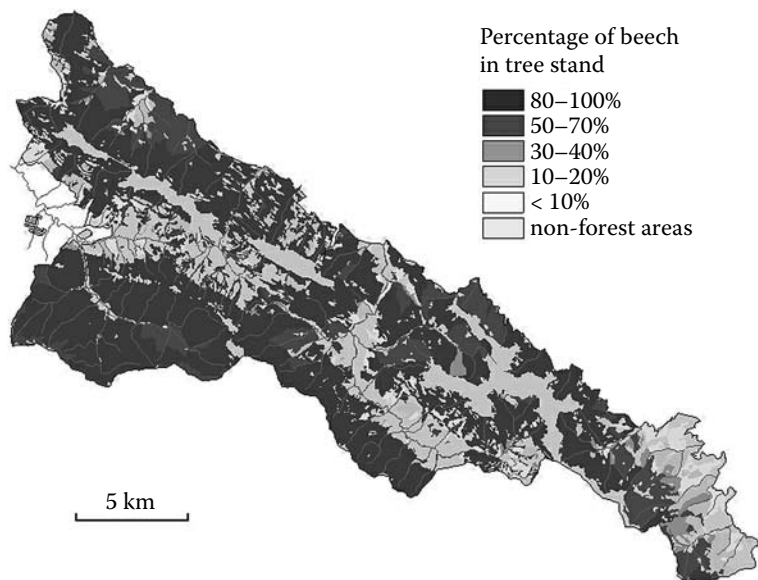 Percentage of beech
in tree stand
80–100%
50–70%
30–40%
10–20%
< 10%
non-forest areas
5 km